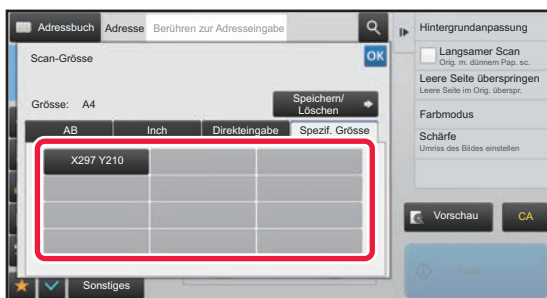 Adressbuch
Adresse
Berühren zur Adresseingabe
Scan-Grösse
OK
Grösse: A4
Speichern/
Löschen
AB
Inch
Direkteingabe
Spezif. Grösse
X297 Y210
Sonstiges
Hintergrundanpassung
Langsamer Scan
Orig. m. dünnem Pap. sc.
Leere Seite überspringen
Leere Seite im Orig. überspr.
Farbmodus
Schärfe
Umriss des Bildes einstellen
Vorschau
CA
Start